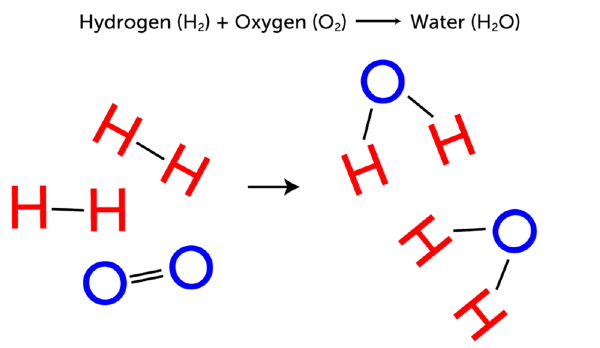 Hydrogen (H₂) + Oxygen (O₂) ⟶ Water (H₂O)
O
H H
H
H
H H
H O
O O
H